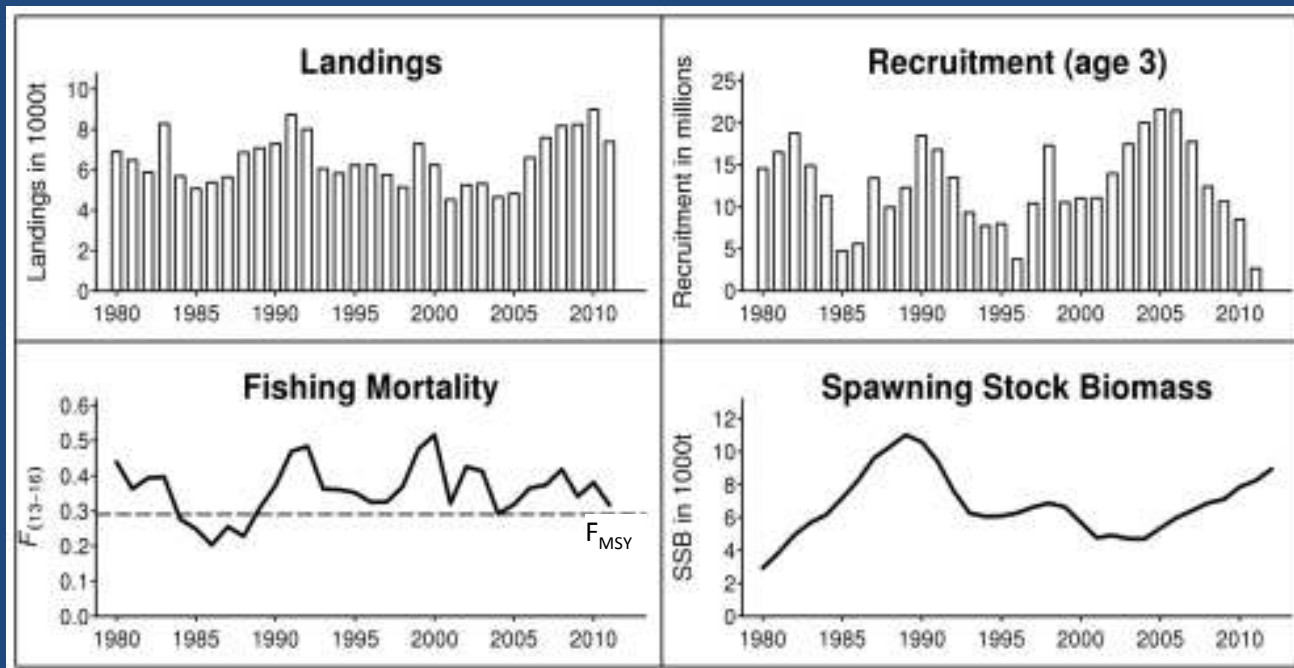 Landings
Landings in 1000t
10
8
6
4
2
0
1980 1985 1990 1995 2000 2005 2010
Recruitment (age 3)
Recruitment in millions
25
20
15
10
5
0
1980 1985 1990 1995 2000 2005 2010
Fishing Mortality
F(13-16)
0.6
0.5
0.4
0.3
0.2
0.1
0.0
FMSY
1980 1985 1990 1995 2000 2005 2010
Spawning Stock Biomass
SSB in 1000t
12
10
8
6
4
2
0
1980 1985 1990 1995 2000 2005 2010